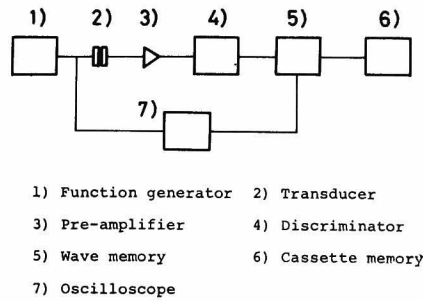 1) 2) 3) 4) 5) 6)
7)
1) Function generator 2) Transducer
3) Pre-amplifier 4) Discriminator
5) Wave memory 6) Cassette memory
7) Oscilloscope